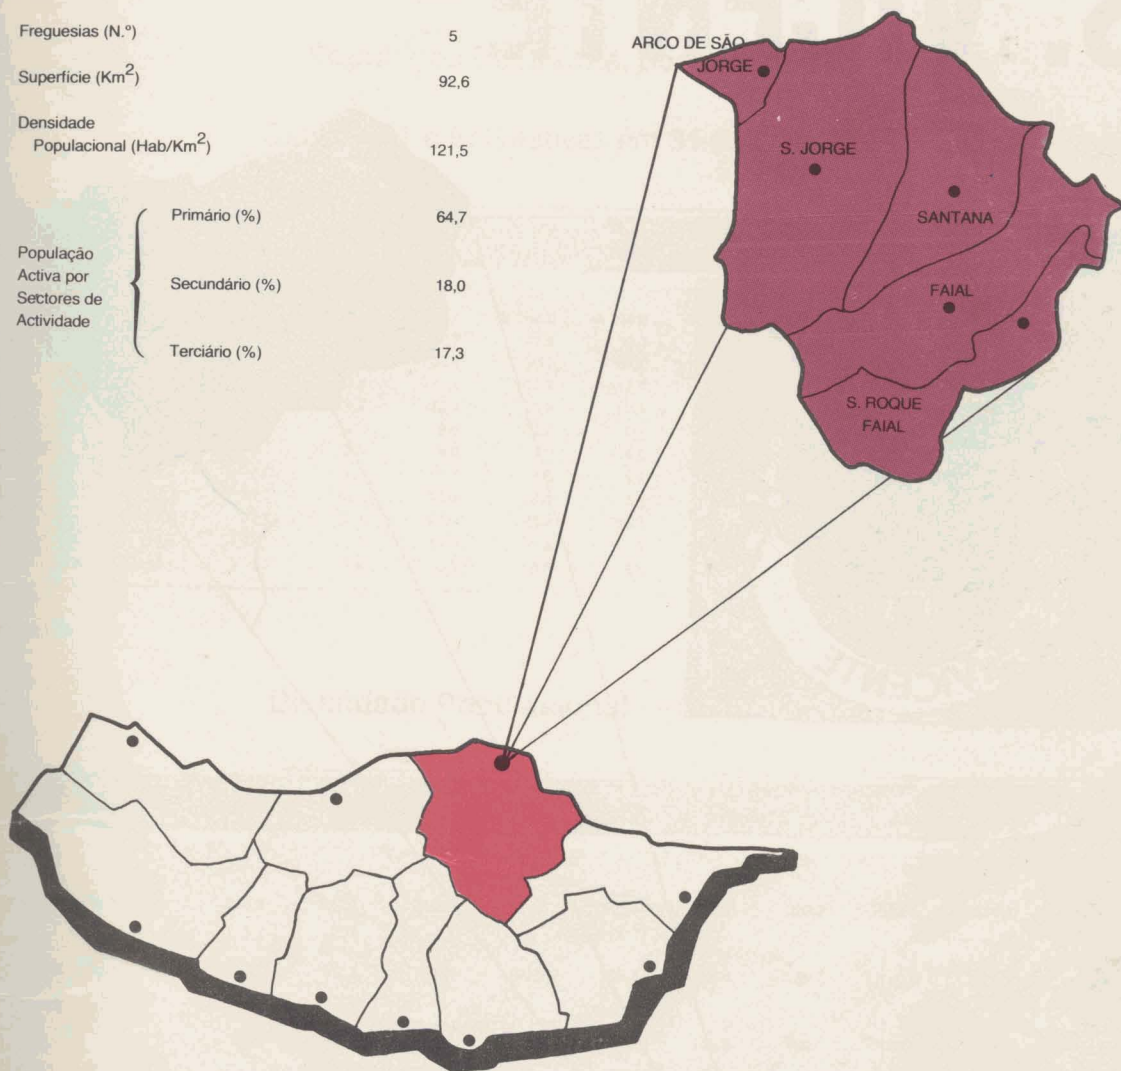 Freguesias (N.º) 5
Superfície (Km²) 92,6
Densidade
Populacional (Hab/Km²) 121,5
População
Activa por
Sectores de
Actividade
Primário (%) 64,7
Secundário (%) 18,0
Terciário (%) 17,3
ARCO DE SÃO
JORGE
S. JORGE
SANTANA
FAIAL
S. ROQUE
FAIAL